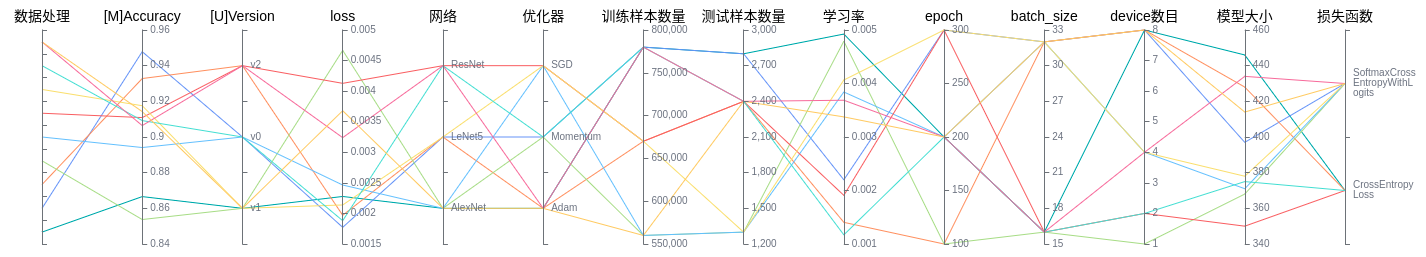 数据处理 [M]Accuracy [U]Version loss 网络 优化器 训练样本数量 测试样本数量 学习率 epoch batch_size device数目 模型大小 损失函数
0.96 0.005 800,000 3,000 0.005 300 33 8 460
0.94 v2 0.0045 ResNet SGD 750,000 2,700 0.004 250 30 7 440 SoftmaxCross
EntropyWithL
ogits
0.92 0.004 700,000 2,400 27 6 420
0.9 v0 0.0035 LeNet5 Momentum 650,000 2,100 0.003 200 24 5 400
0.88 0.003 600,000 1,800 0.002 150 21 4 380 CrossEntropy
Loss
0.86 v1 0.0025 AlexNet Adam 1,500 18 3 360
0.84 0.002 550,000 1,200 0.001 100 15 2 340
0.0015 1